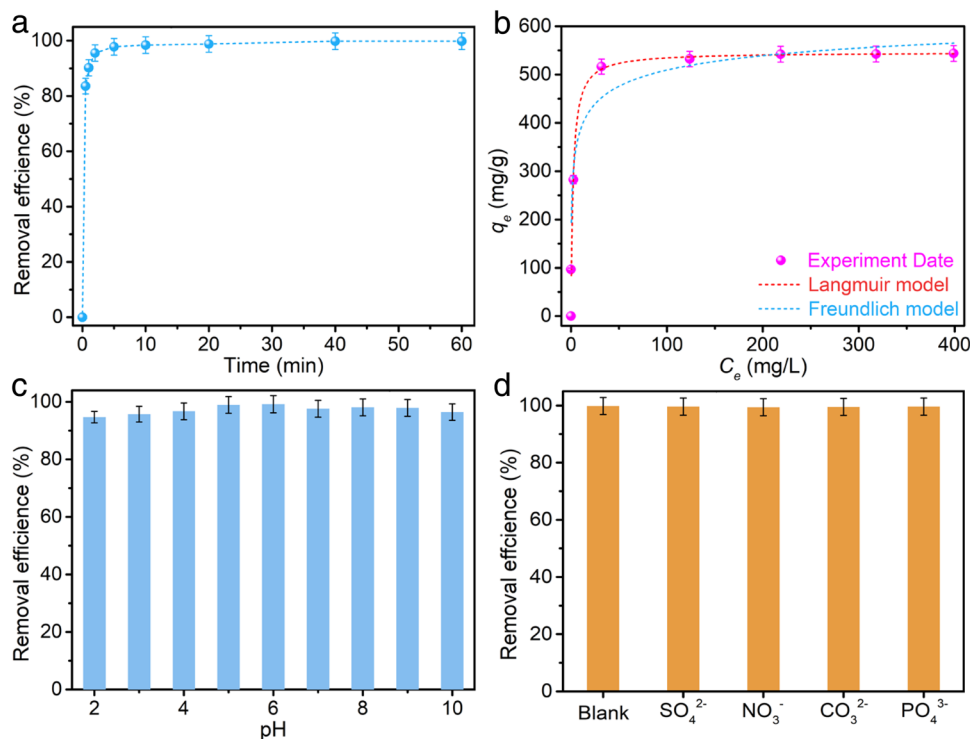 a
Removal effcience (%)
100
80
60
40
20
0
0 10 20 30 40 50 60
Time (min)
b
qe (mg/g)
600
500
400
300
200
100
0
Experiment Date
Langmuir model
Freundlich model
0 100 200 300 400
Ce (mg/L)
c
Removal efficience (%)
100
80
60
40
20
0
2 4 6 8 10
pH
d
Removal effcience (%)
100
80
60
40
20
0
Blank SO₄²⁻ NO₃⁻ CO₃²⁻ PO₄³⁻